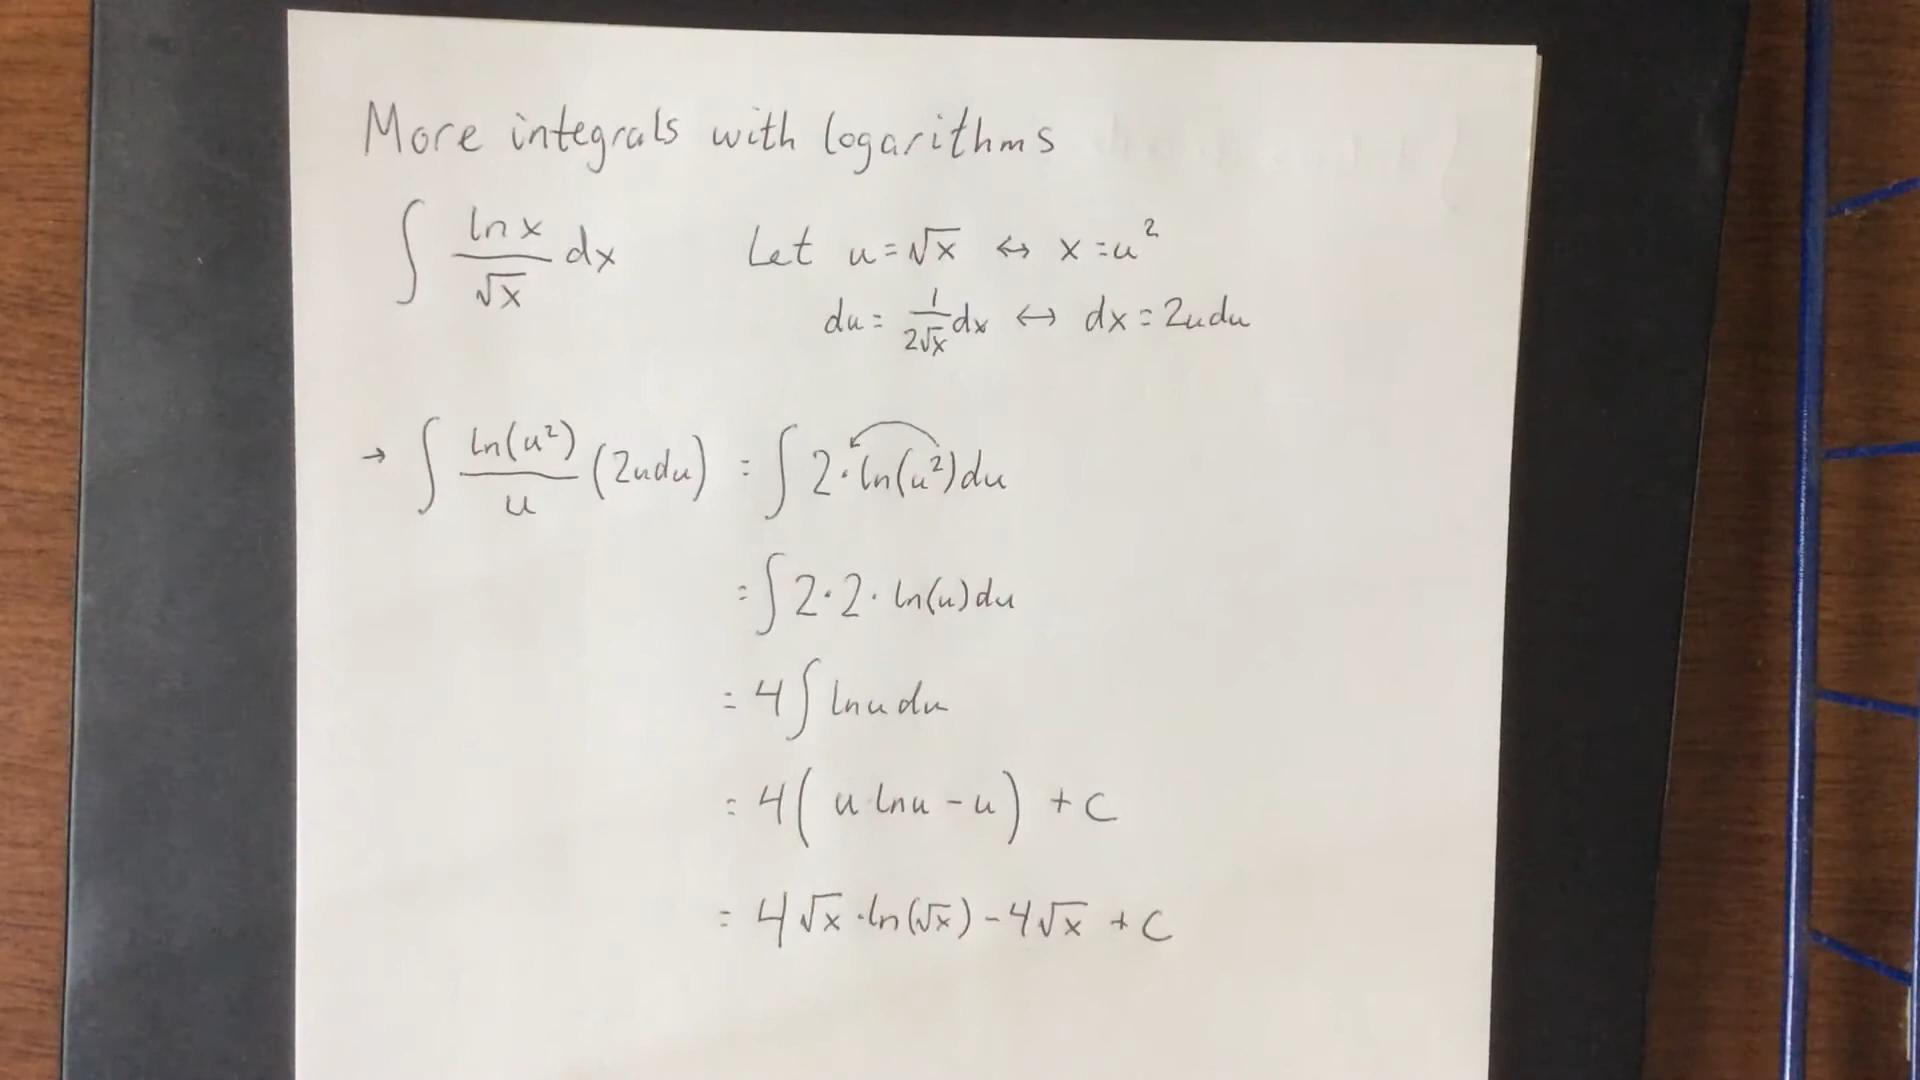 More integrals with logarithms
∫ ln x / √x dx    Let u = √x ↔ x = u²
du = 1/(2√x) dx ↔ dx = 2u du
→ ∫ ln(u²) / u (2u du) = ∫ 2 · ln(u²) du
= ∫ 2 · 2 · ln(u) du
= 4 ∫ ln u du
= 4( u ln u − u ) + C
= 4√x · ln(√x) − 4√x + C